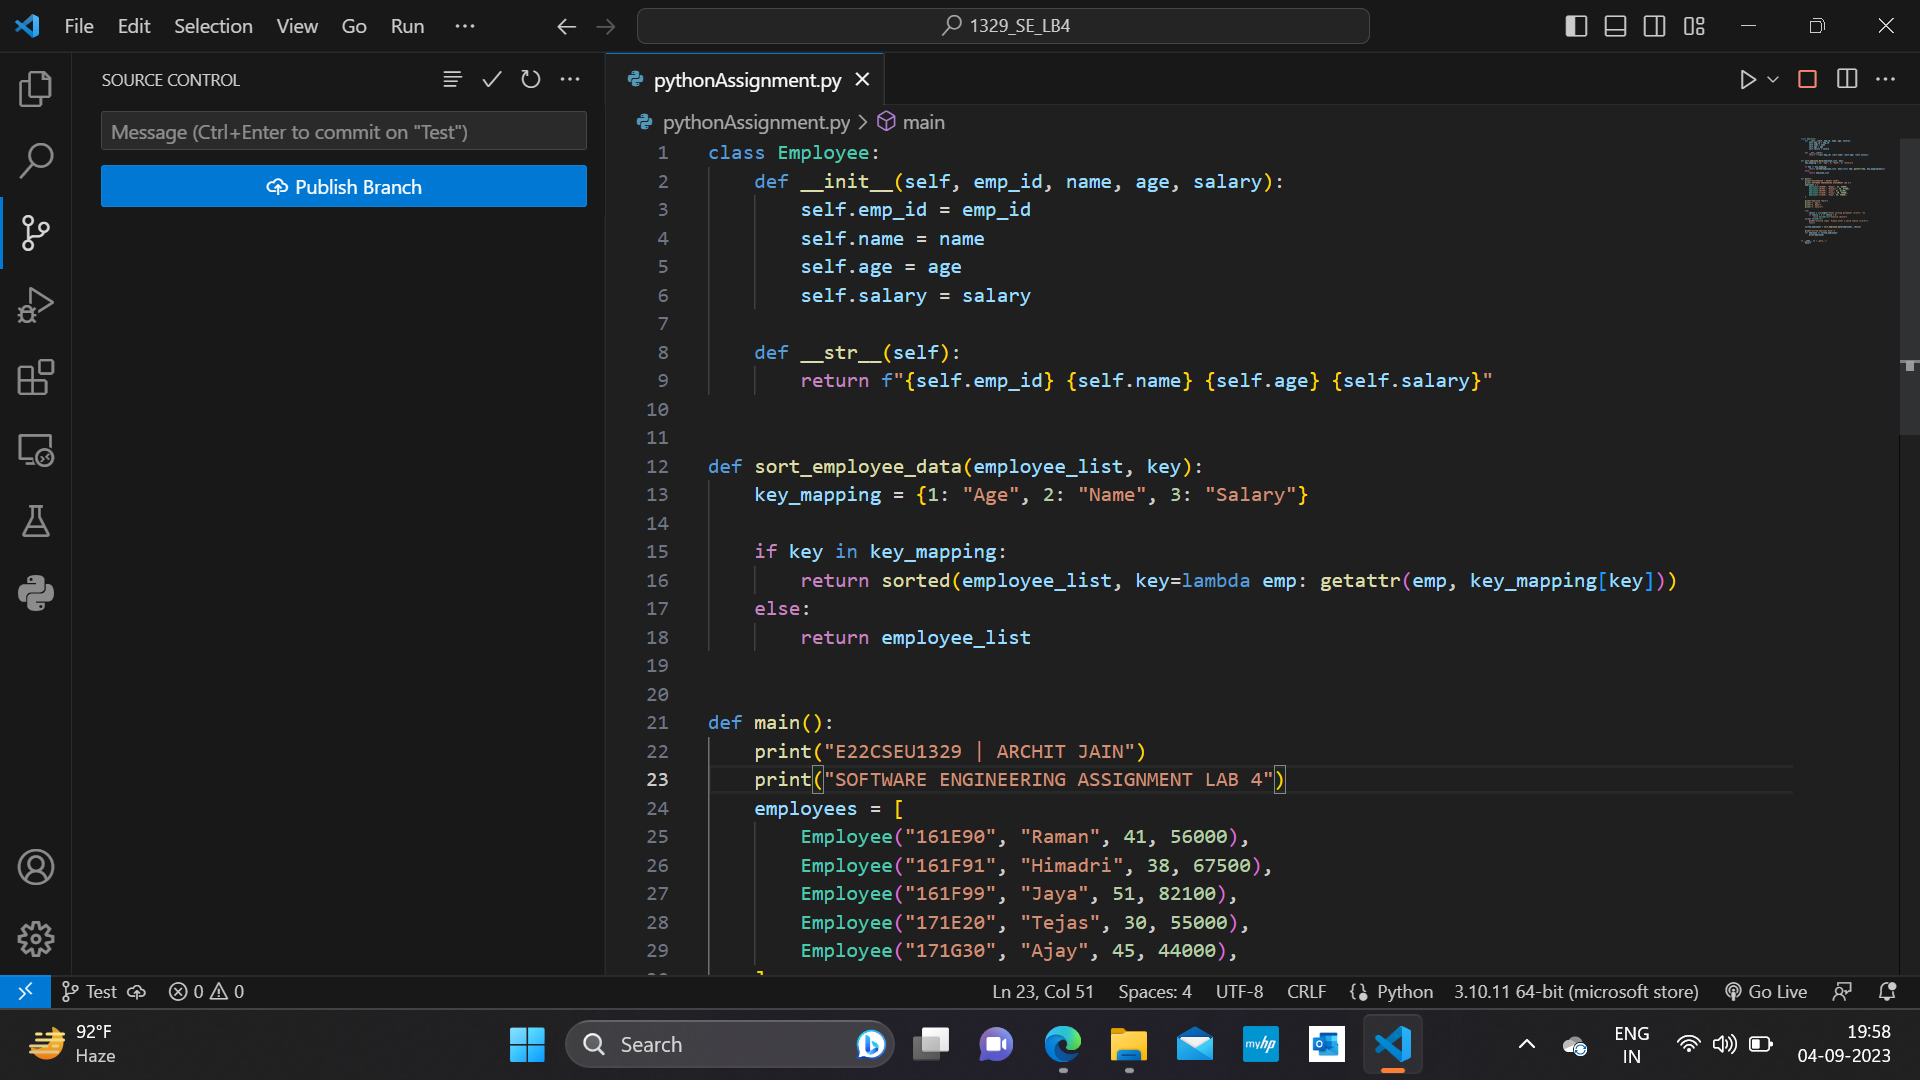 File Edit Selection View Go Run ···
1329_SE_LB4
SOURCE CONTROL
Message (Ctrl+Enter to commit on "Test")
Publish Branch
pythonAssignment.py
pythonAssignment.py > main
1 class Employee:
2 def __init__(self, emp_id, name, age, salary):
3 self.emp_id = emp_id
4 self.name = name
5 self.age = age
6 self.salary = salary
7
8 def __str__(self):
9 return f"{self.emp_id} {self.name} {self.age} {self.salary}"
10
11
12 def sort_employee_data(employee_list, key):
13 key_mapping = {1: "Age", 2: "Name", 3: "Salary"}
14
15 if key in key_mapping:
16 return sorted(employee_list, key=lambda emp: getattr(emp, key_mapping[key]))
17 else:
18 return employee_list
19
20
21 def main():
22 print("E22CSEU1329 | ARCHIT JAIN")
23 print("SOFTWARE ENGINEERING ASSIGNMENT LAB 4")
24 employees = [
25 Employee("161E90", "Raman", 41, 56000),
26 Employee("161F91", "Himadri", 38, 67500),
27 Employee("161F99", "Jaya", 51, 82100),
28 Employee("171E20", "Tejas", 30, 55000),
29 Employee("171G30", "Ajay", 45, 44000),
Test 0 0 Ln 23, Col 51 Spaces: 4 UTF-8 CRLF Python 3.10.11 64-bit (microsoft store) Go Live
92°F
Haze
Search
myhp
ENG
IN
19:58
04-09-2023